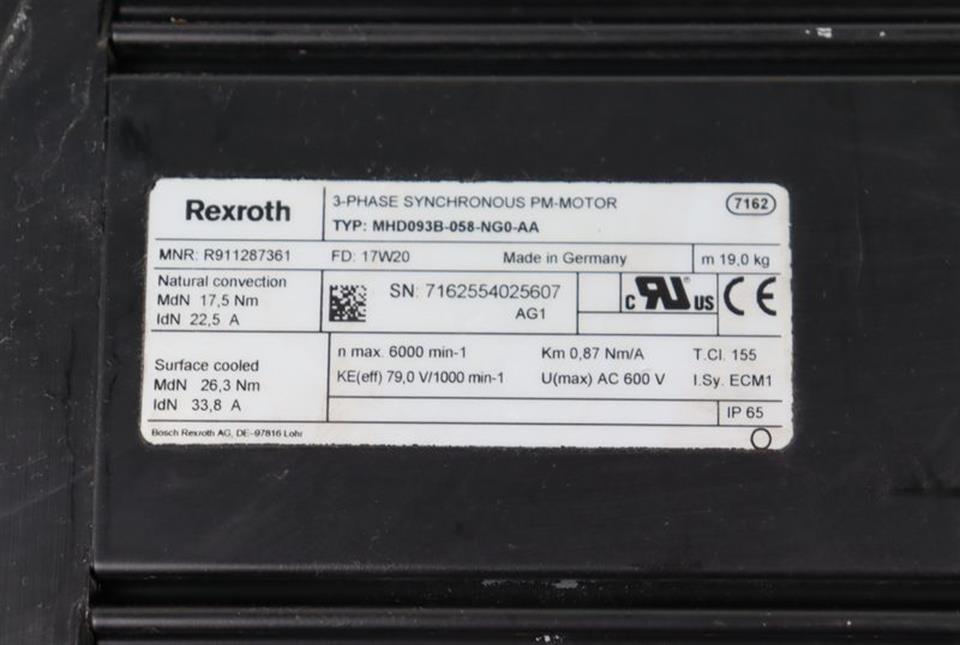 Rexroth
3-PHASE SYNCHRONOUS PM-MOTOR
7162
TYP: MHD093B-058-NG0-AA
MNR: R911287361
FD: 17W20
Made in Germany
m 19,0 kg
Natural convection
MdN 17,5 Nm
IdN 22,5 A
SN: 7162554025607
AG1
c RU us
CE
Surface cooled
MdN 26,3 Nm
IdN 33,8 A
n max. 6000 min-1
Km 0,87 Nm/A
T.Cl. 155
KE(eff) 79,0 V/1000 min-1
U(max) AC 600 V
I.Sy. ECM1
IP 65
Bosch Rexroth AG, DE-97816 Lohr